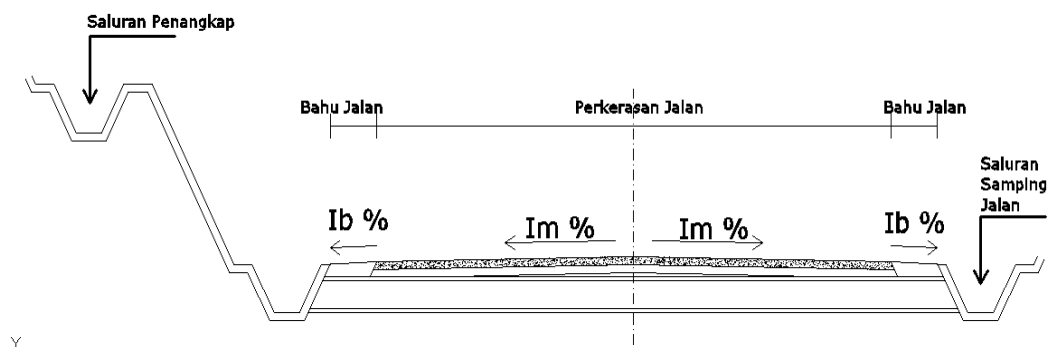 Saluran Penangkap
Bahu Jalan
Perkerasan Jalan
Bahu Jalan
Saluran
Samping
Jalan
Ib %
Im %
Im %
Ib %
Y